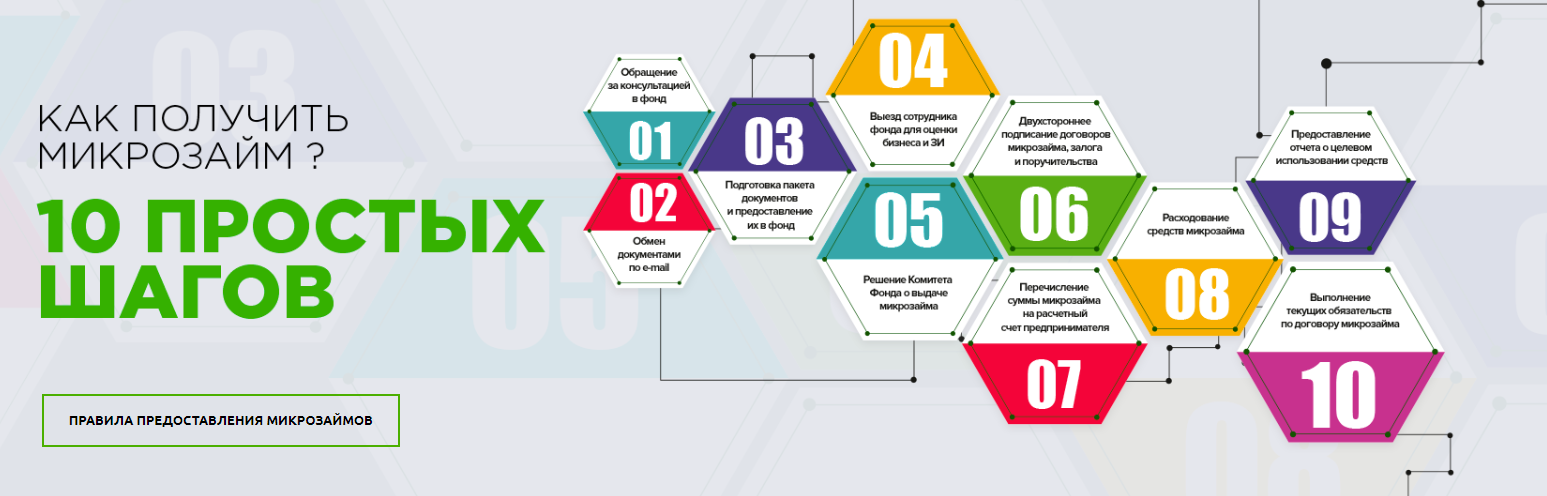 КАК ПОЛУЧИТЬ
МИКРОЗАЙМ ?
10 ПРОСТЫХ
ШАГОВ
ПРАВИЛА ПРЕДОСТАВЛЕНИЯ МИКРОЗАЙМОВ
Обращение
за консультацией
в фонд
01
02
Обмен
документами
по e-mail
03
Подготовка пакета
документов
и предоставление
их в фонд
04
Выезд сотрудника
фонда для оценки
бизнеса и ЗИ
05
Решение Комитета
Фонда о выдаче
микрозайма
Двухстороннее
подписание договоров
микрозайма, залога
и поручительства
06
Перечисление
суммы микрозайма
на расчетный
счет предпринимателя
07
Расходование
средств микрозайма
08
Предоставление
отчета о целевом
использовании средств
09
Выполнение
текущих обязательств
по договору микрозайма
10